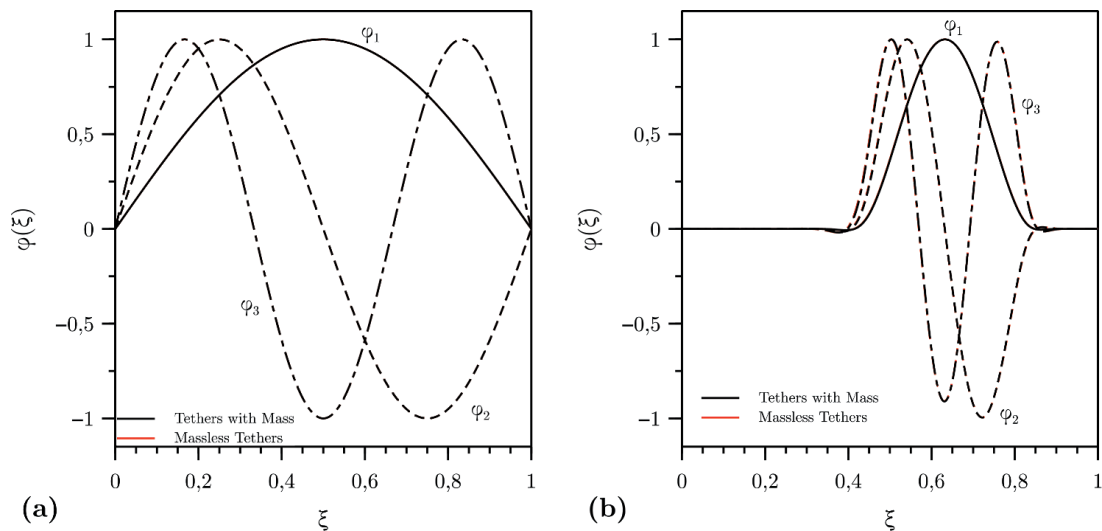 1
0,5
0
−0,5
−1
φ(ξ)
φ₁
φ₃
φ₂
Tethers with Mass
Massless Tethers
0 0,2 0,4 0,6 0,8 1
ξ
(a)
1
0,5
0
−0,5
−1
φ(ξ)
φ₁
φ₃
φ₂
Tethers with Mass
Massless Tethers
0 0,2 0,4 0,6 0,8 1
ξ
(b)